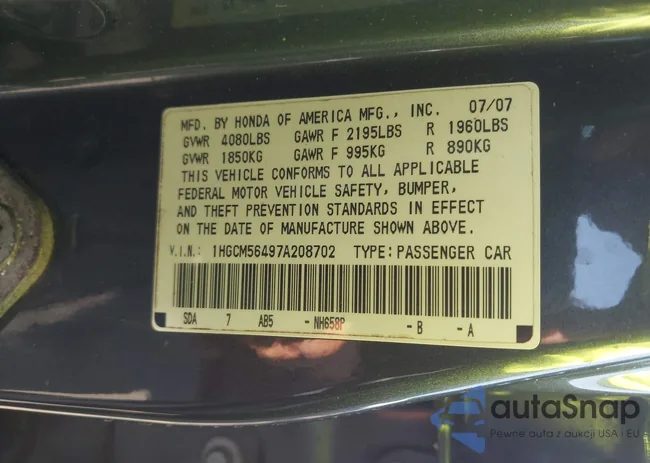 MFD. BY HONDA OF AMERICA MFG., INC. 07/07
GVWR 4080LBS GAWR F 2195LBS R 1960LBS
GVWR 1850KG GAWR F 995KG R 890KG
THIS VEHICLE CONFORMS TO ALL APPLICABLE
FEDERAL MOTOR VEHICLE SAFETY, BUMPER,
AND THEFT PREVENTION STANDARDS IN EFFECT
ON THE DATE OF MANUFACTURE SHOWN ABOVE.
V.I.N.: 1HGCM56497A208702 TYPE: PASSENGER CAR
SDA 7 AB5 - NH658P - B - A
autaSnap
Pewne auta z aukcji USA i EU